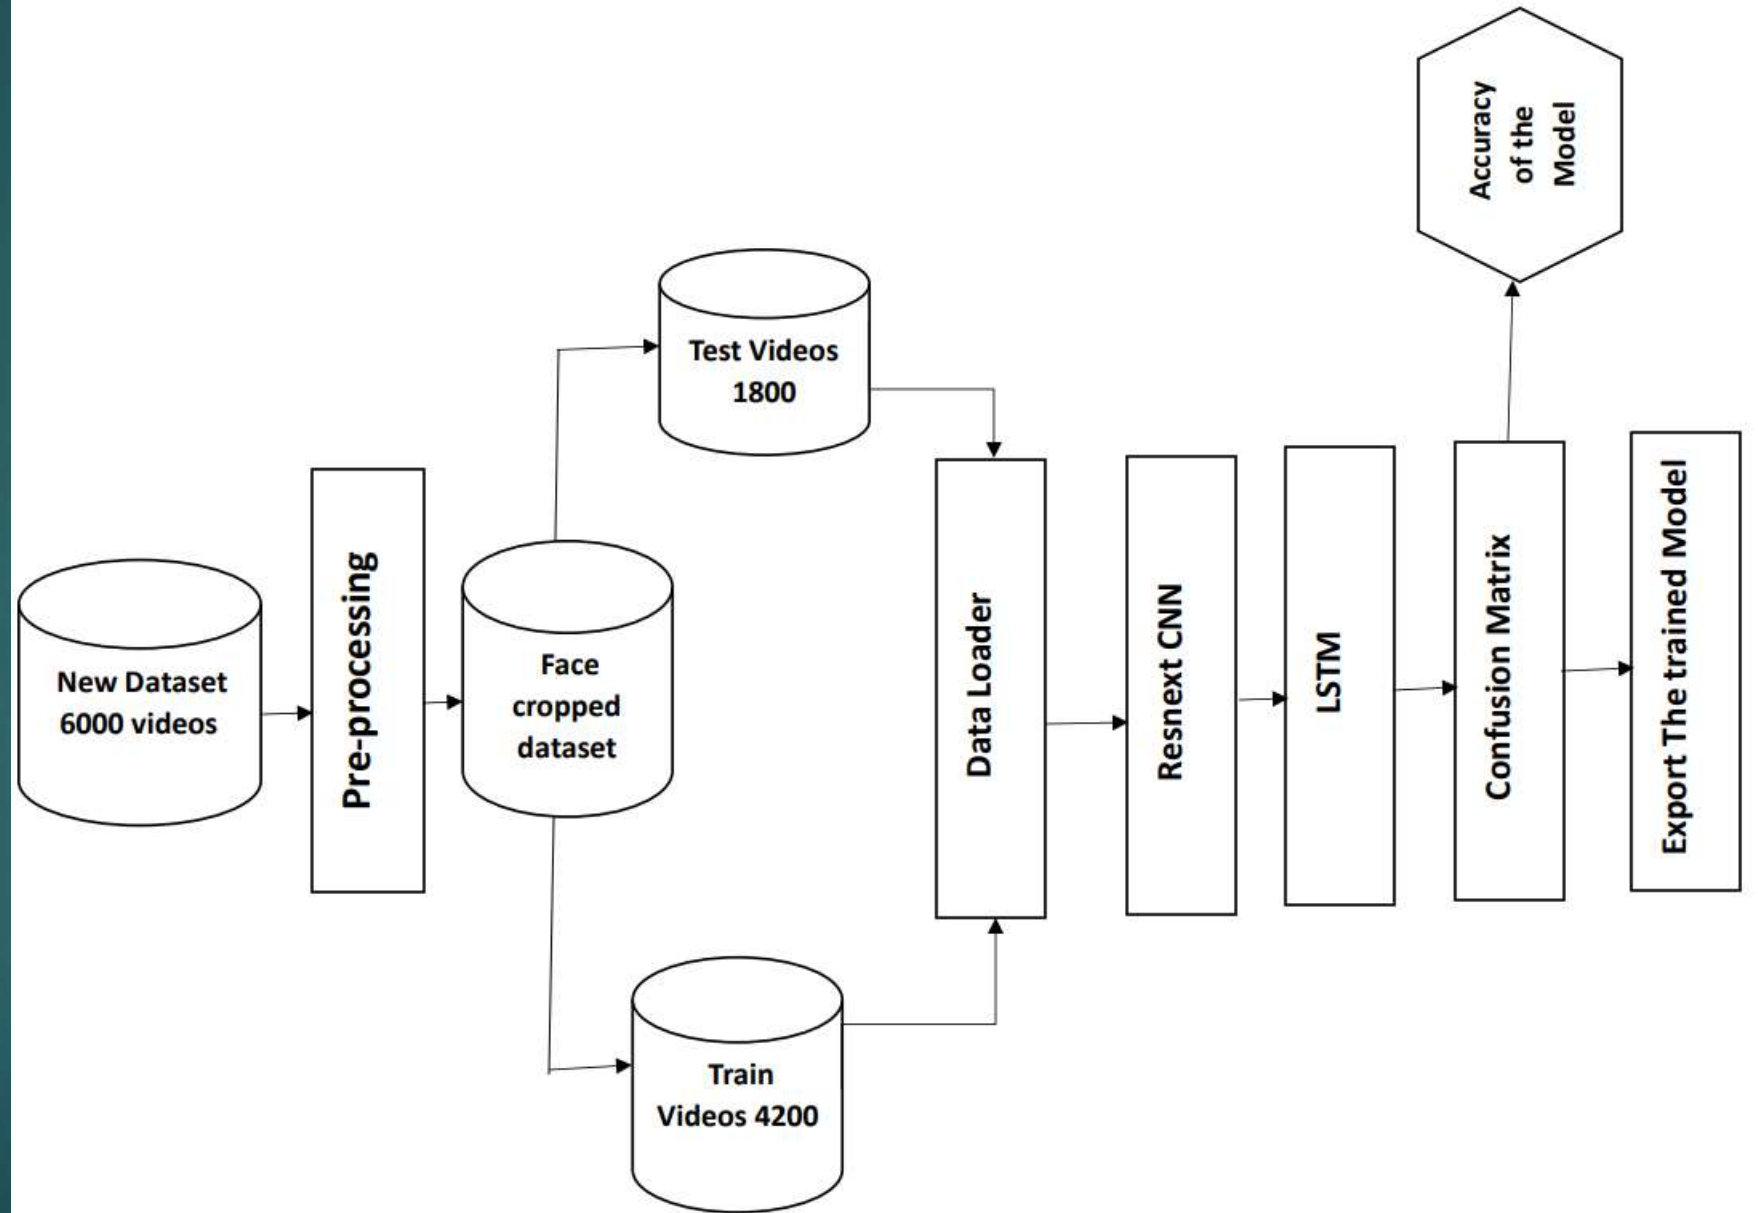 New Dataset
6000 videos
Pre-processing
Face
cropped
dataset
Test Videos
1800
Train
Videos 4200
Data Loader
Resnext CNN
LSTM
Confusion Matrix
Accuracy
of the
Model
Export The trained Model